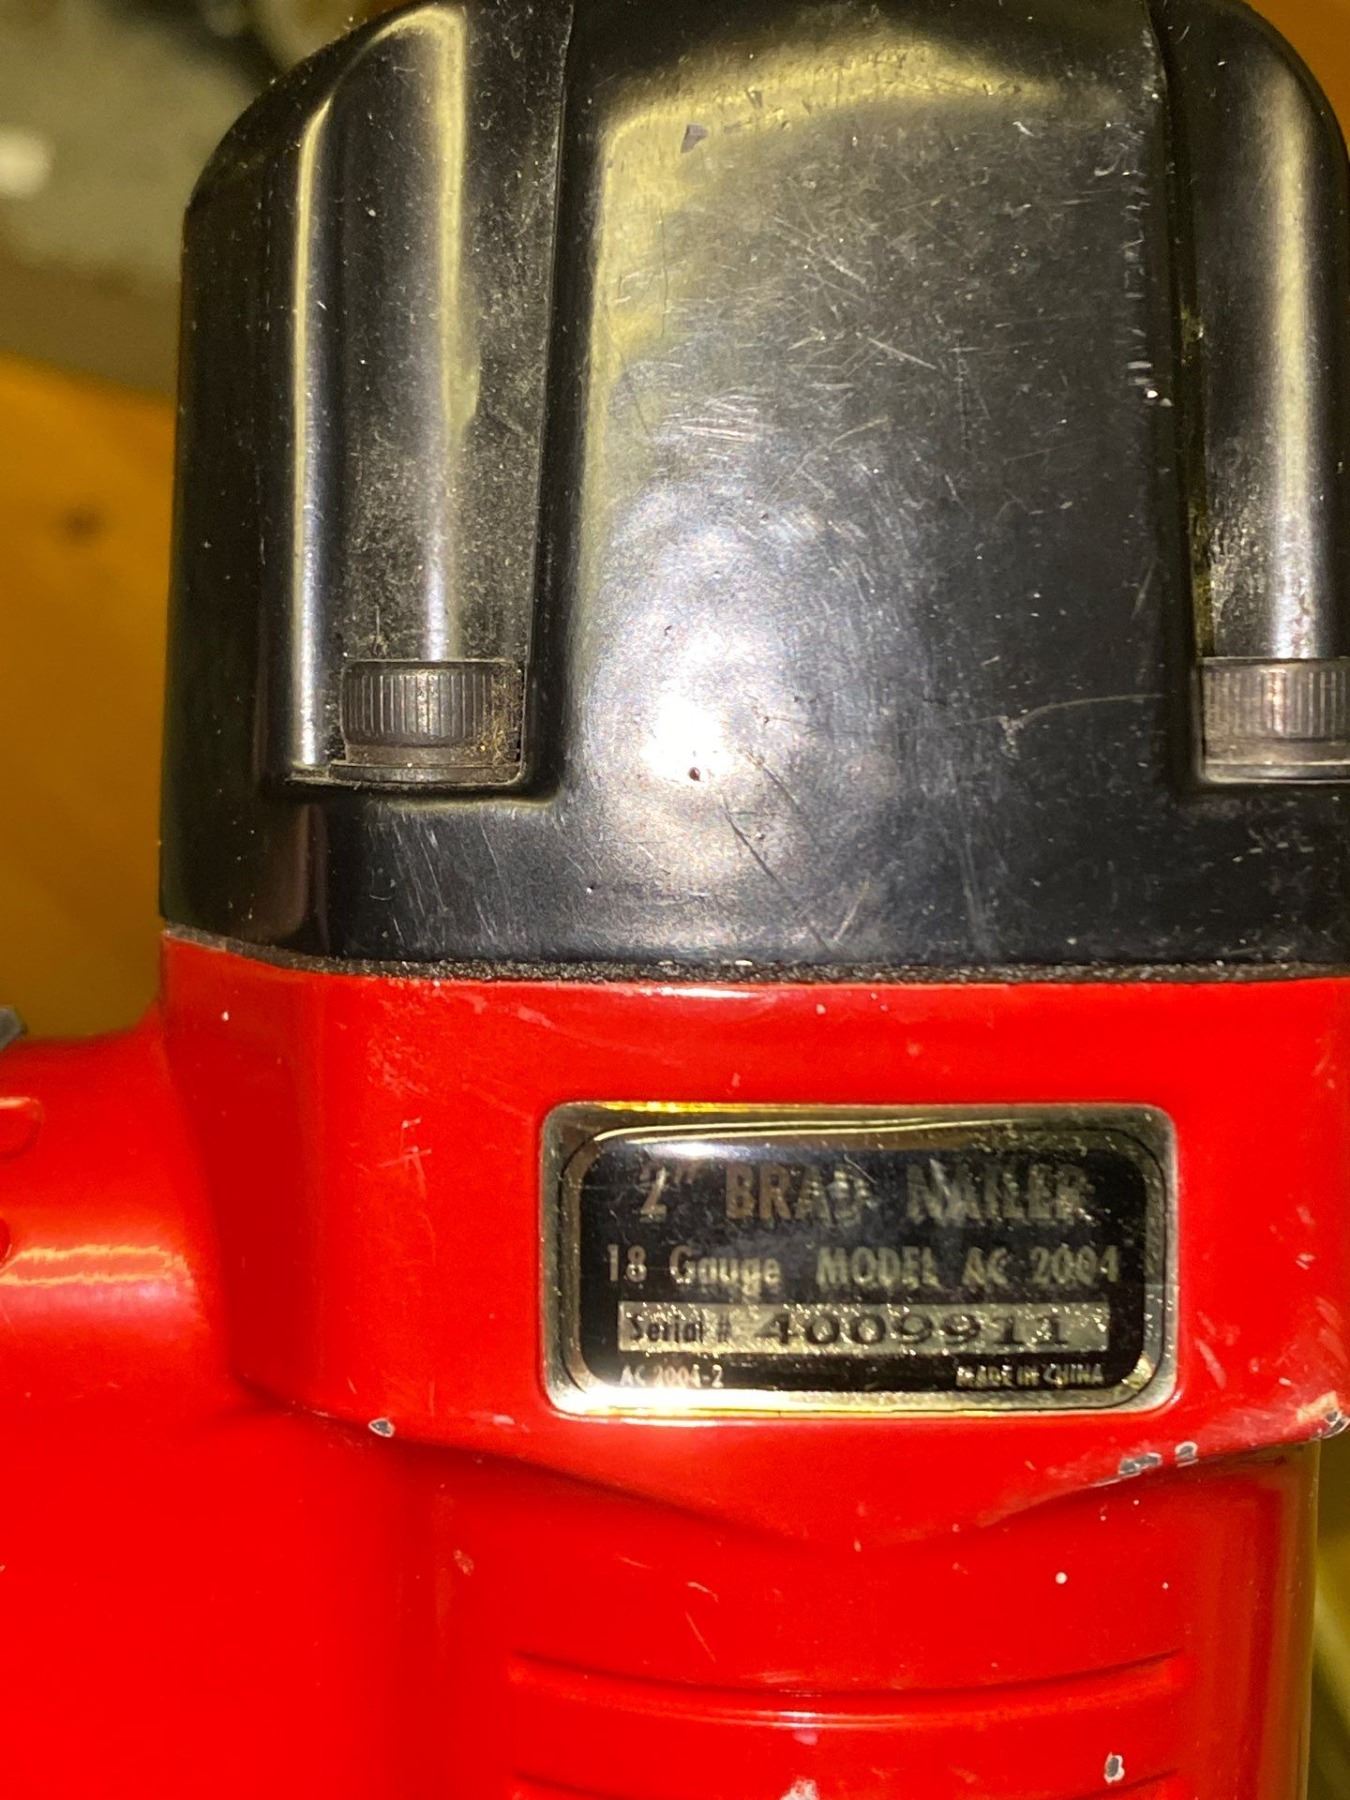 2" BRAD NAILER
18 Gauge MODEL AC 2004
Serial # 4009911
AC 2004-2 MADE IN CHINA